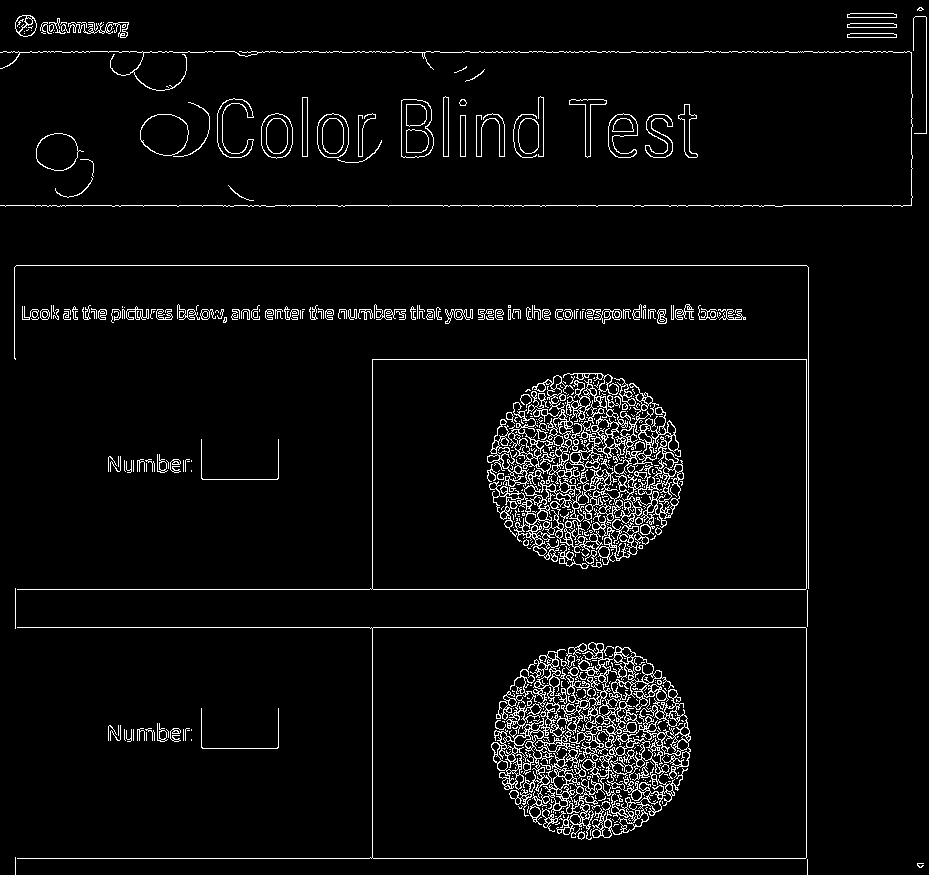 colormax.org
Color Blind Test
Look at the pictures below, and enter the numbers that you see in the corresponding left boxes.
Number:
Number: